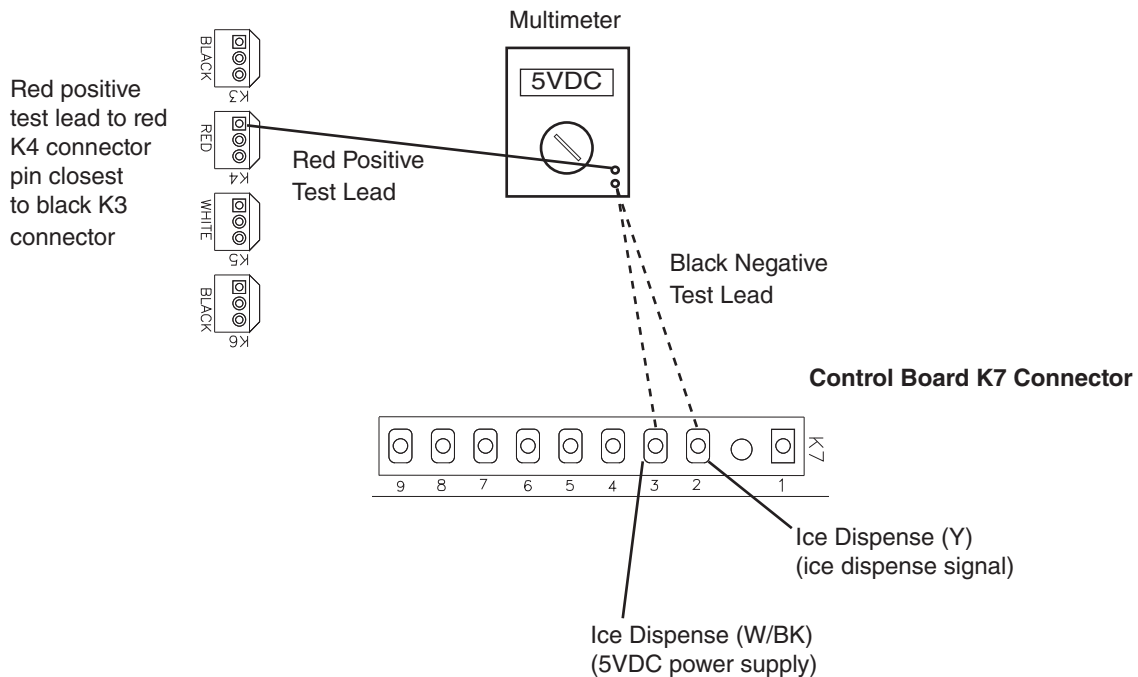 Multimeter
5VDC
Red positive
test lead to red
K4 connector
pin closest
to black K3
connector
BLACK
K3
RED
K4
WHITE
K5
BLACK
K6
Red Positive
Test Lead
Black Negative
Test Lead
Control Board K7 Connector
K7
9 8 7 6 5 4 3 2 1
Ice Dispense (Y)
(ice dispense signal)
Ice Dispense (W/BK)
(5VDC power supply)